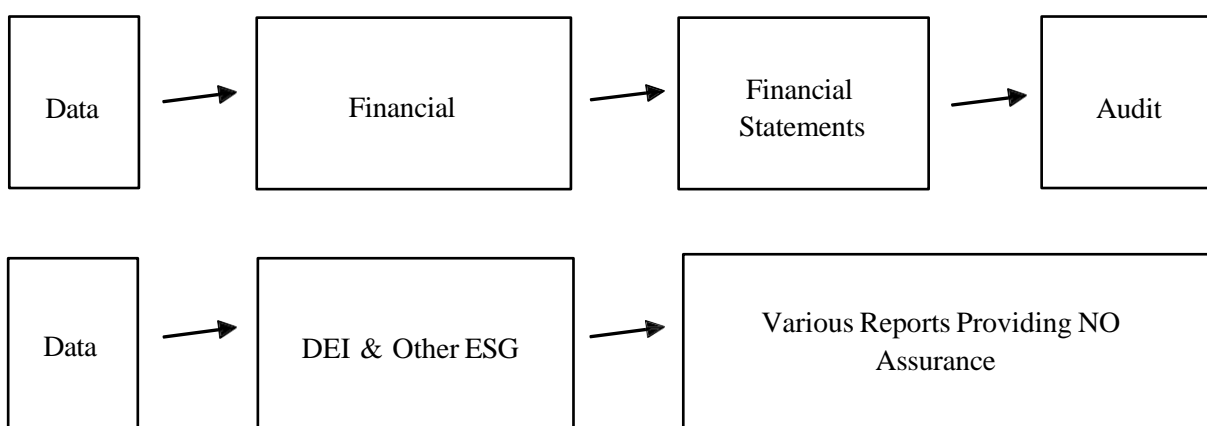 Data
Financial
Financial
Statements
Audit
Data
DEI & Other ESG
Various Reports Providing NO
Assurance